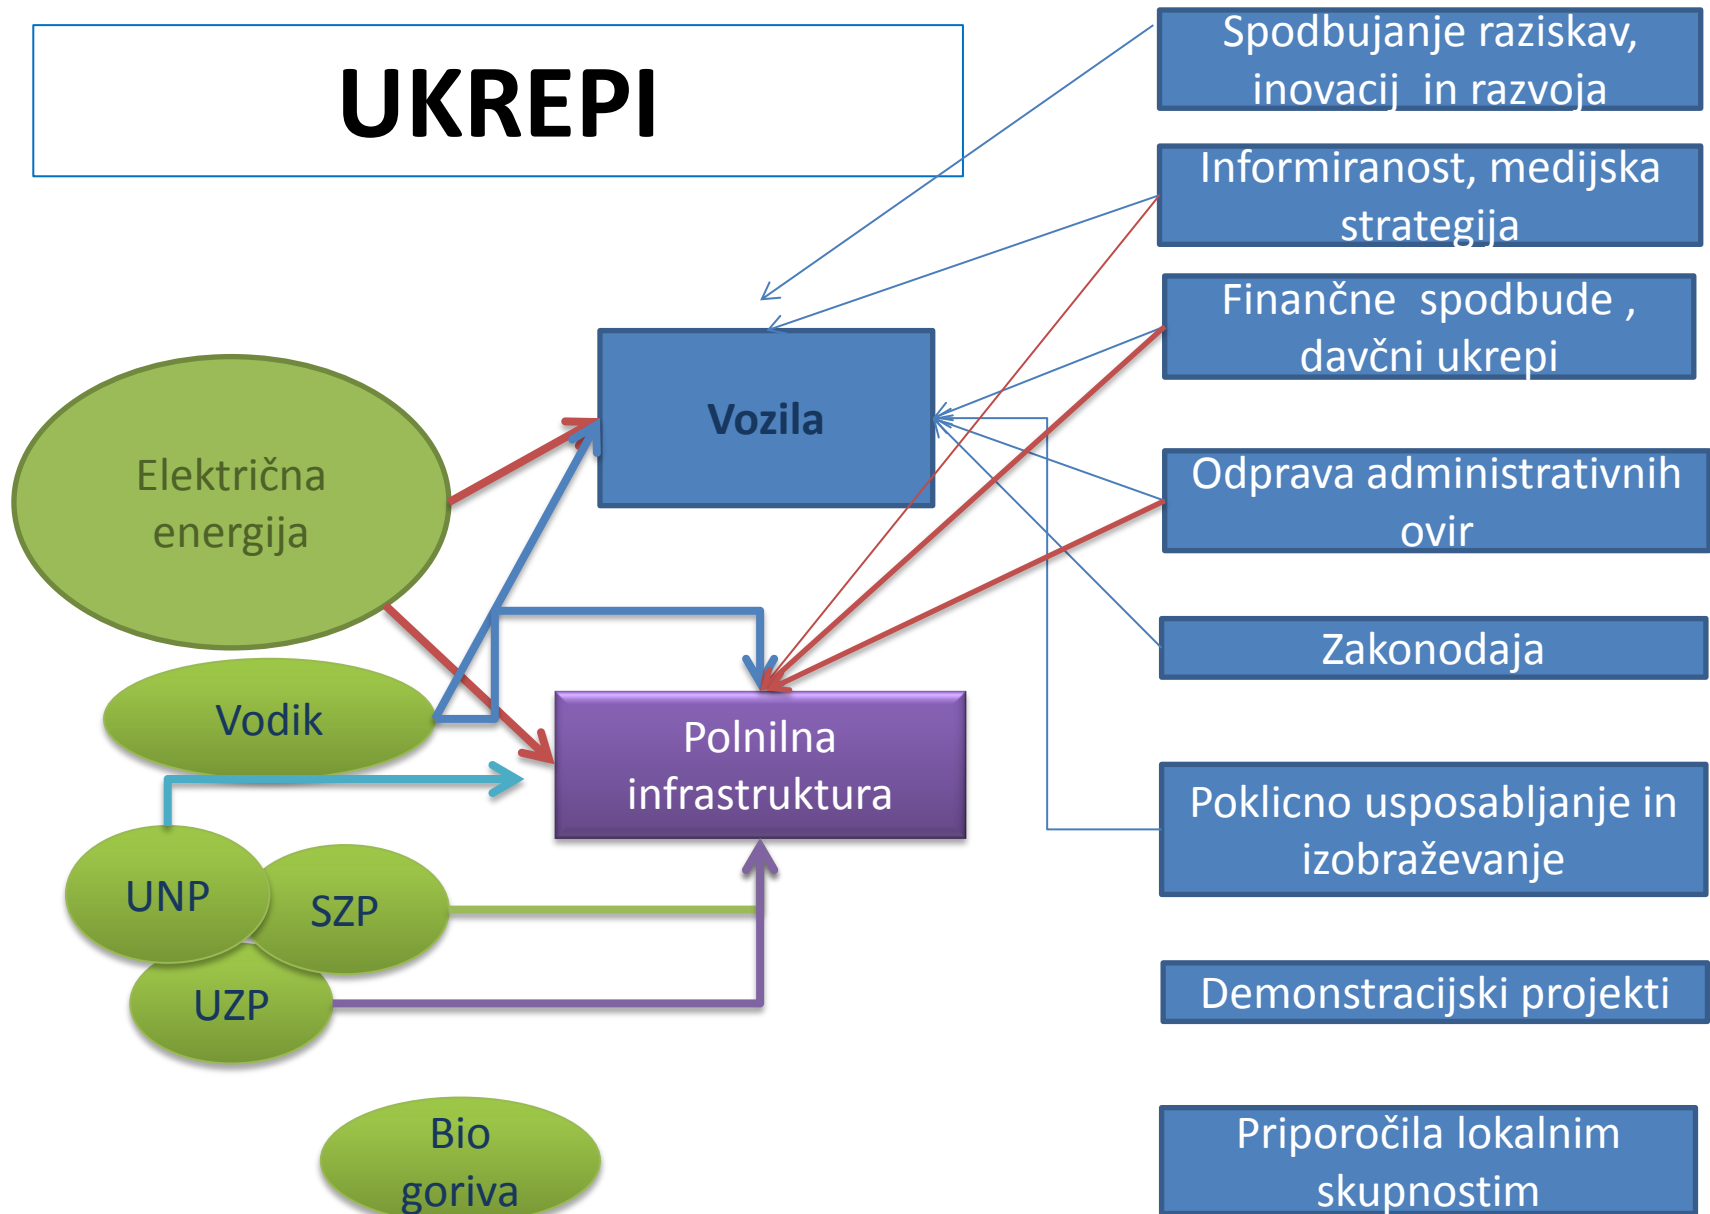 UKREPI
Spodbujanje raziskav,
inovacij in razvoja
Informiranost, medijska
strategija
Finančne spodbude ,
davčni ukrepi
Vozila
Električna
energija
Odprava administrativnih
ovir
Zakonodaja
Vodik
Polnilna
infrastruktura
Poklicno usposabljanje in
izobraževanje
UNP
SZP
UZP
Demonstracijski projekti
Bio
goriva
Priporočila lokalnim
skupnostim